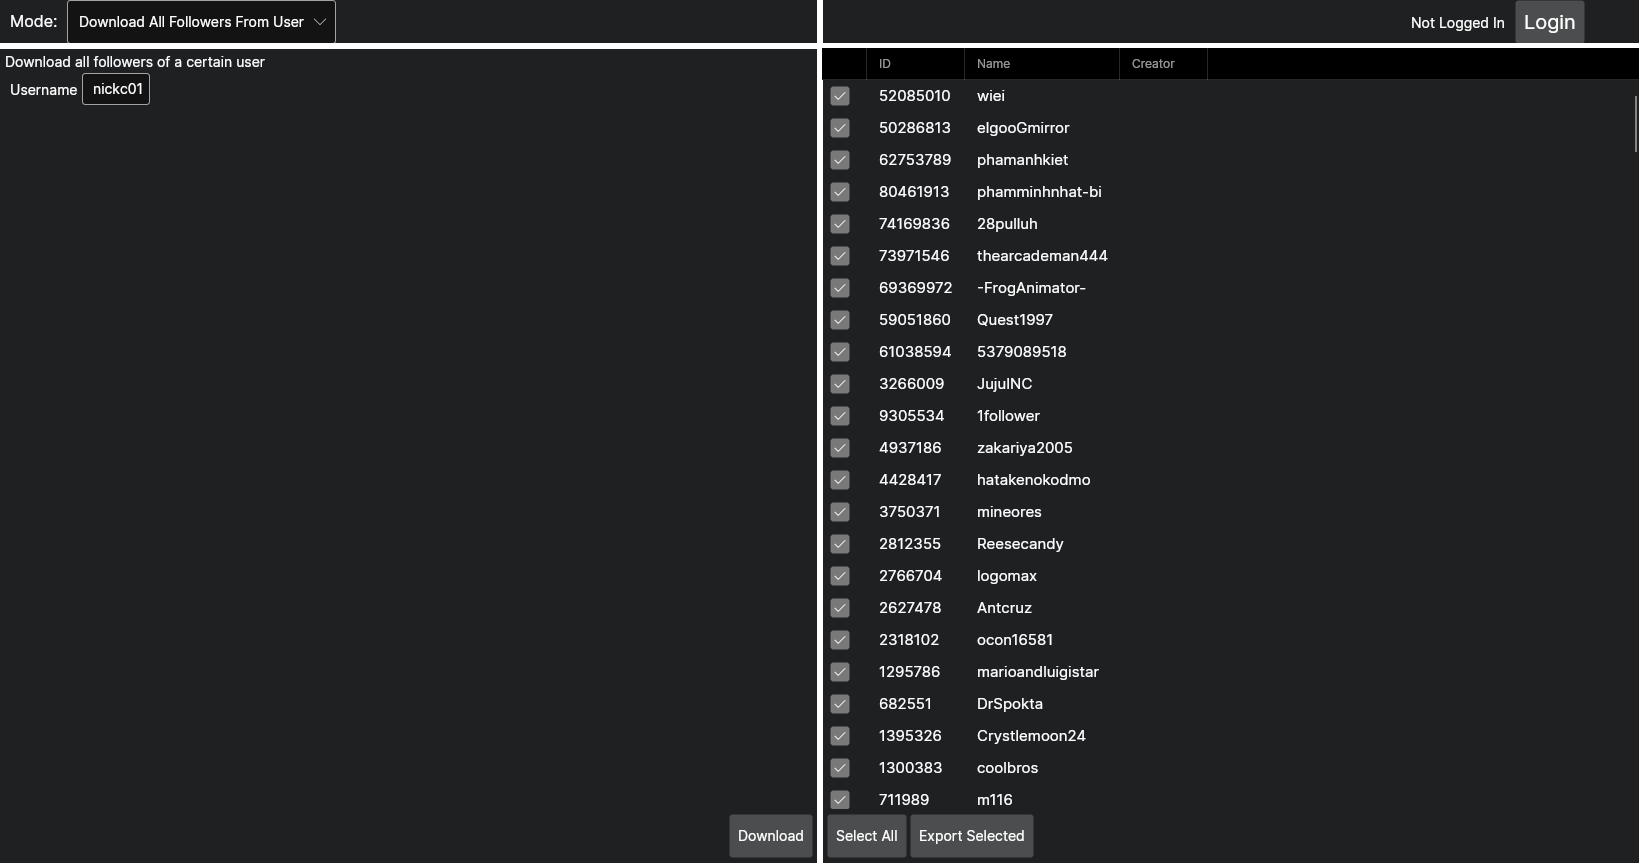 Mode: Download All Followers From User
Not Logged In Login
Download all followers of a certain user
Username nickc01
ID Name Creator
52085010 wiei
50286813 elgooGmirror
62753789 phamanhkiet
80461913 phamminhnhat-bi
74169836 28pulluh
73971546 thearcademan444
69369972 -FrogAnimator-
59051860 Quest1997
61038594 5379089518
3266009 JujulNC
9305534 1follower
4937186 zakariya2005
4428417 hatakenokodmo
3750371 mineores
2812355 Reesecandy
2766704 logomax
2627478 Antcruz
2318102 ocon16581
1295786 marioandluigistar
682551 DrSpokta
1395326 Crystlemoon24
1300383 coolbros
711989 m116
Download
Select All Export Selected